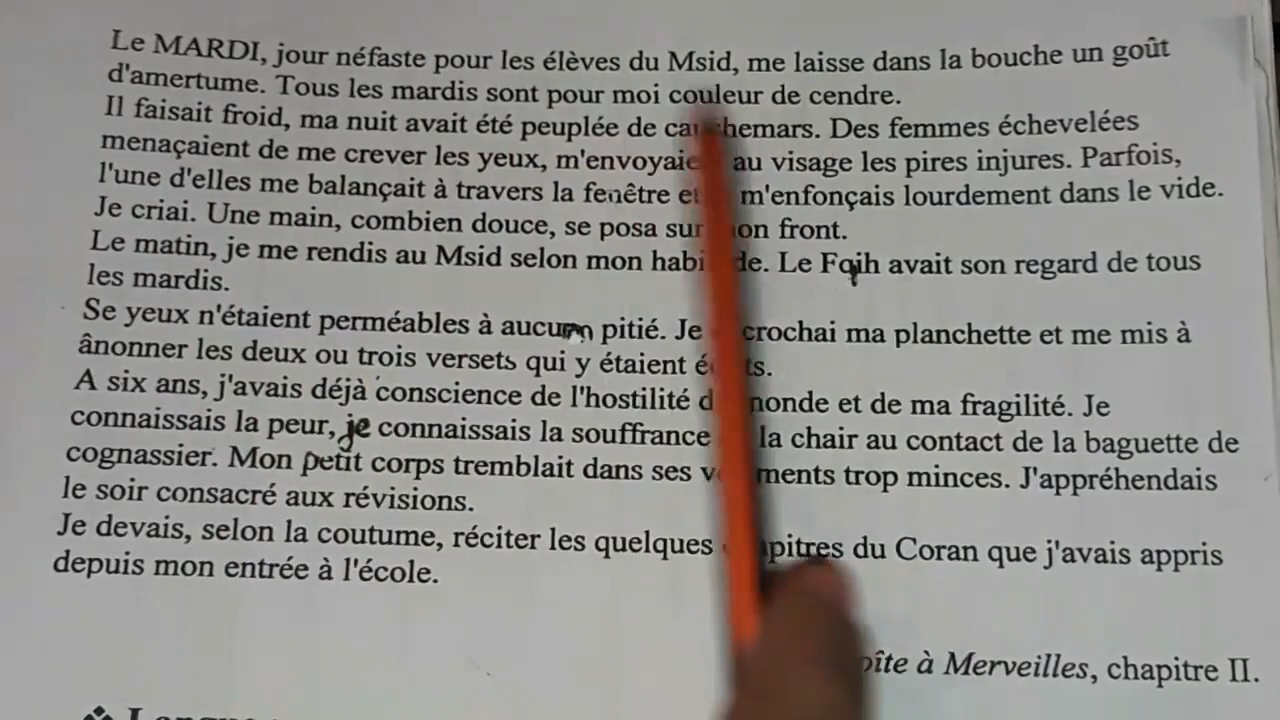 Le MARDI, jour néfaste pour les élèves du Msid, me laisse dans la bouche un goût
d'amertume. Tous les mardis sont pour moi couleur de cendre.
Il faisait froid, ma nuit avait été peuplée de cauchemars. Des femmes échevelées
menaçaient de me crever les yeux, m'envoyaient au visage les pires injures. Parfois,
l'une d'elles me balançait à travers la fenêtre et m'enfonçais lourdement dans le vide.
Je criai. Une main, combien douce, se posa sur mon front.
Le matin, je me rendis au Msid selon mon habitude. Le Fqih avait son regard de tous
les mardis.
Se yeux n'étaient perméables à aucun pitié. Je décrochai ma planchette et me mis à
ânonner les deux ou trois versets qui y étaient écrits.
A six ans, j'avais déjà conscience de l'hostilité du monde et de ma fragilité. Je
connaissais la peur, je connaissais la souffrance la chair au contact de la baguette de
cognassier. Mon petit corps tremblait dans ses vêtements trop minces. J'appréhendais
le soir consacré aux révisions.
Je devais, selon la coutume, réciter les quelques chapitres du Coran que j'avais appris
depuis mon entrée à l'école.
Boîte à Merveilles, chapitre II.